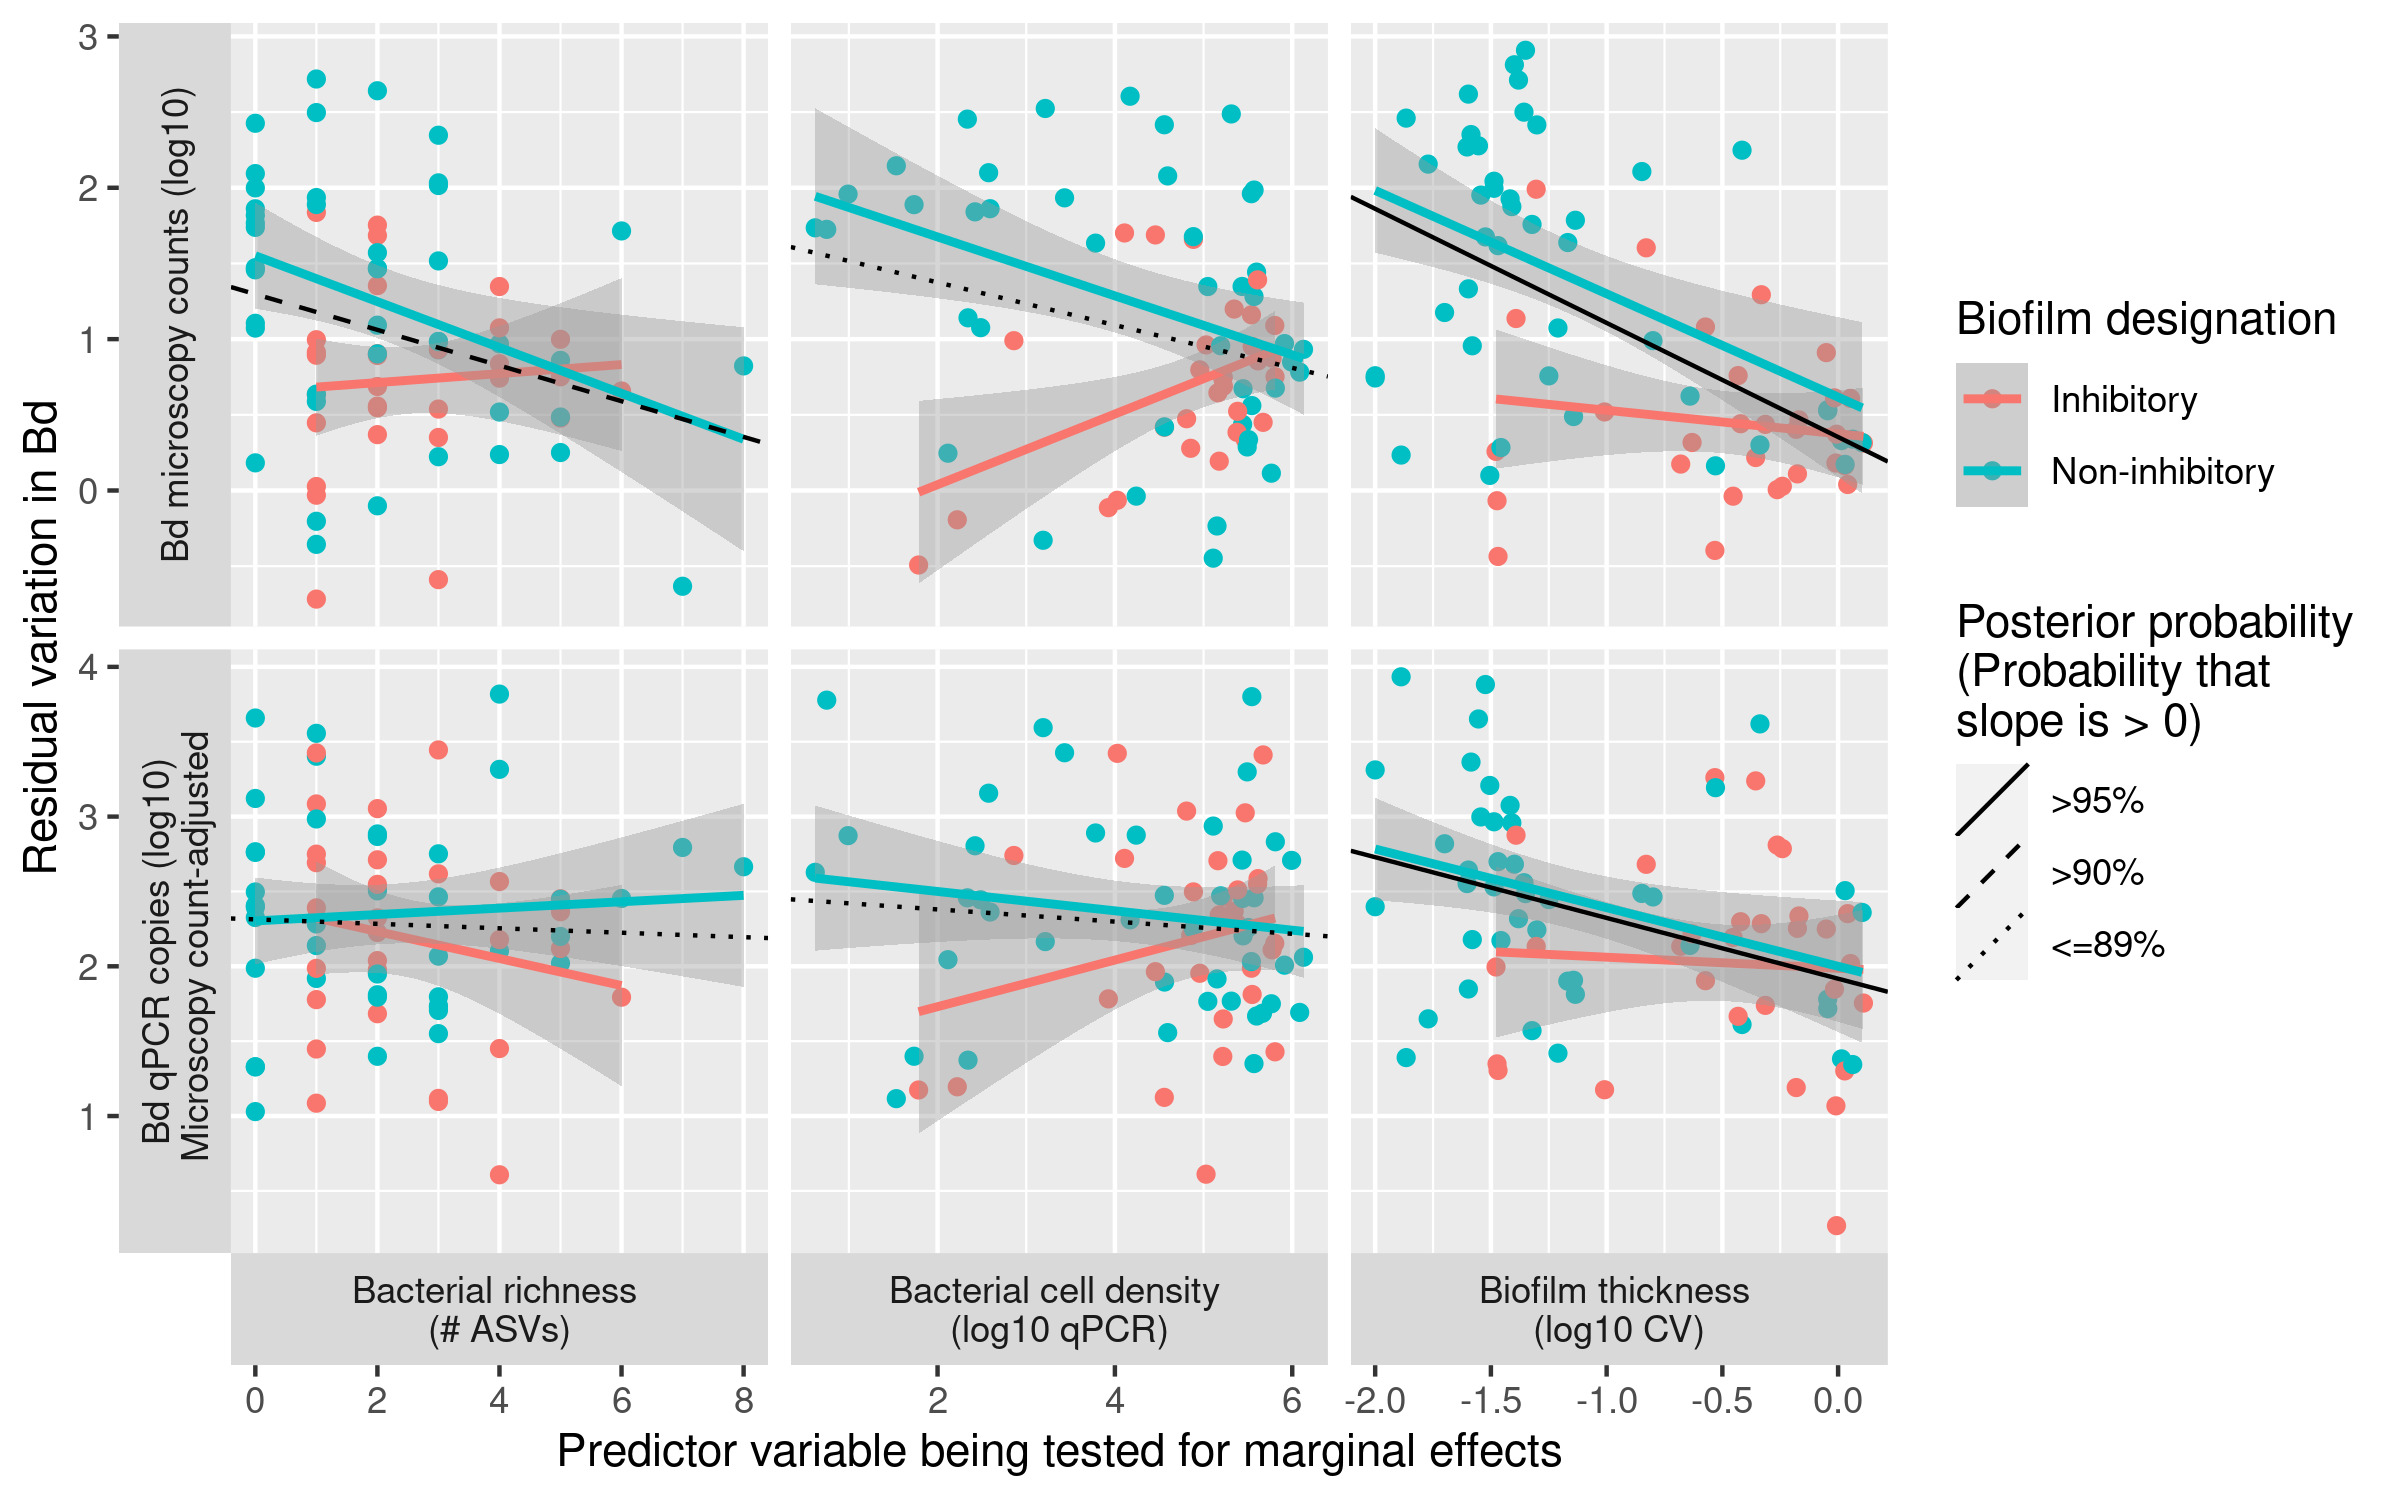 Residual variation in Bd
Bd microscopy counts (log10)
3
2
1
0
Bd qPCR copies (log10)
Microscopy count-adjusted
4
3
2
1
Bacterial richness
(# ASVs)
Bacterial cell density
(log10 qPCR)
Biofilm thickness
(log10 CV)
0 2 4 6 8
2 4 6
-2.0 -1.5 -1.0 -0.5 0.0
Predictor variable being tested for marginal effects
Biofilm designation
Inhibitory
Non-inhibitory
Posterior probability
(Probability that
slope is > 0)
>95%
>90%
<=89%